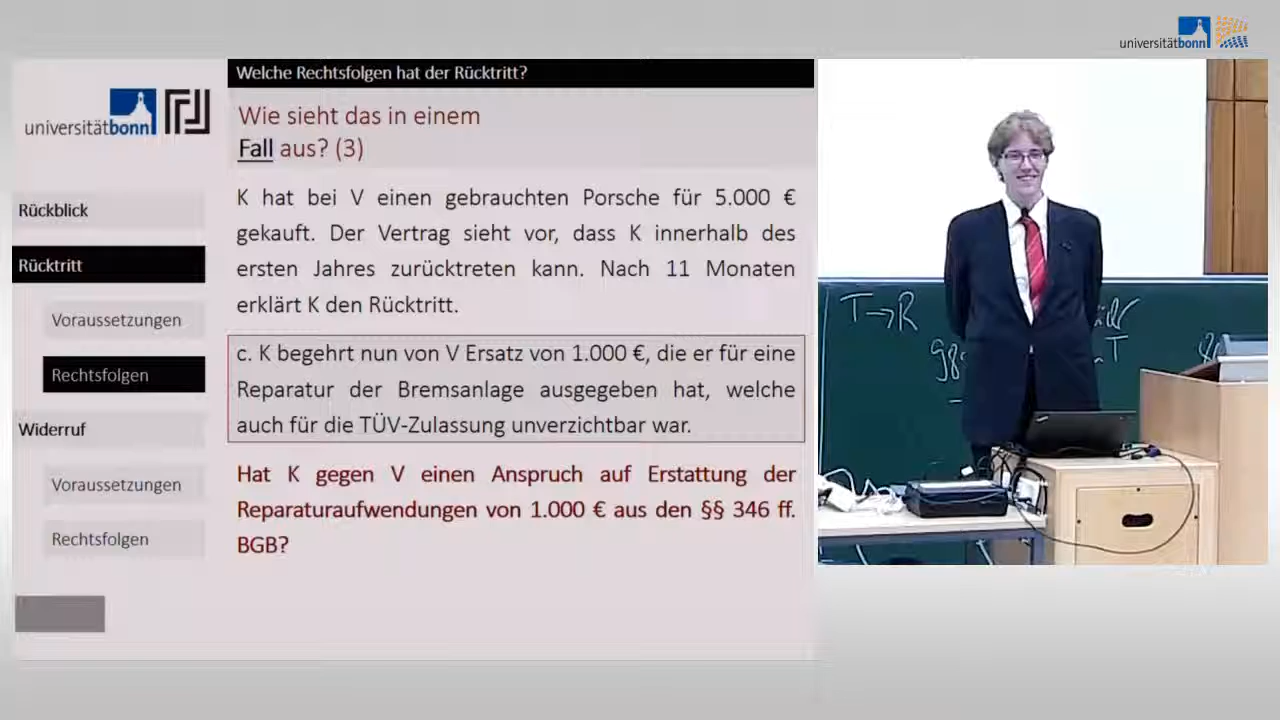 universitätbonn
Welche Rechtsfolgen hat der Rücktritt?
universitätbonn
Wie sieht das in einem
Fall aus? (3)
Rückblick
Rücktritt
Voraussetzungen
Rechtsfolgen
Widerruf
Voraussetzungen
Rechtsfolgen
K hat bei V einen gebrauchten Porsche für 5.000 €
gekauft. Der Vertrag sieht vor, dass K innerhalb des
ersten Jahres zurücktreten kann. Nach 11 Monaten
erklärt K den Rücktritt.
c. K begehrt nun von V Ersatz von 1.000 €, die er für eine
Reparatur der Bremsanlage ausgegeben hat, welche
auch für die TÜV-Zulassung unverzichtbar war.
Hat K gegen V einen Anspruch auf Erstattung der
Reparaturaufwendungen von 1.000 € aus den §§ 346 ff.
BGB?
T→R